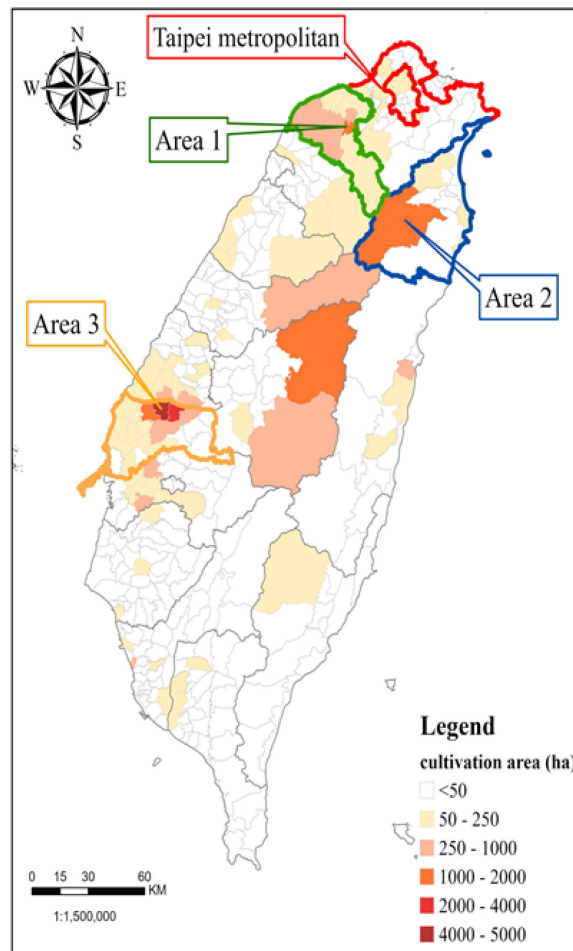 Taipei metropolitan
N
W
E
S
Area 1
Area 2
Area 3
Legend
cultivation area (ha)
<50
50 - 250
250 - 1000
1000 - 2000
2000 - 4000
4000 - 5000
0 15 30 60
KM
1:1,500,000